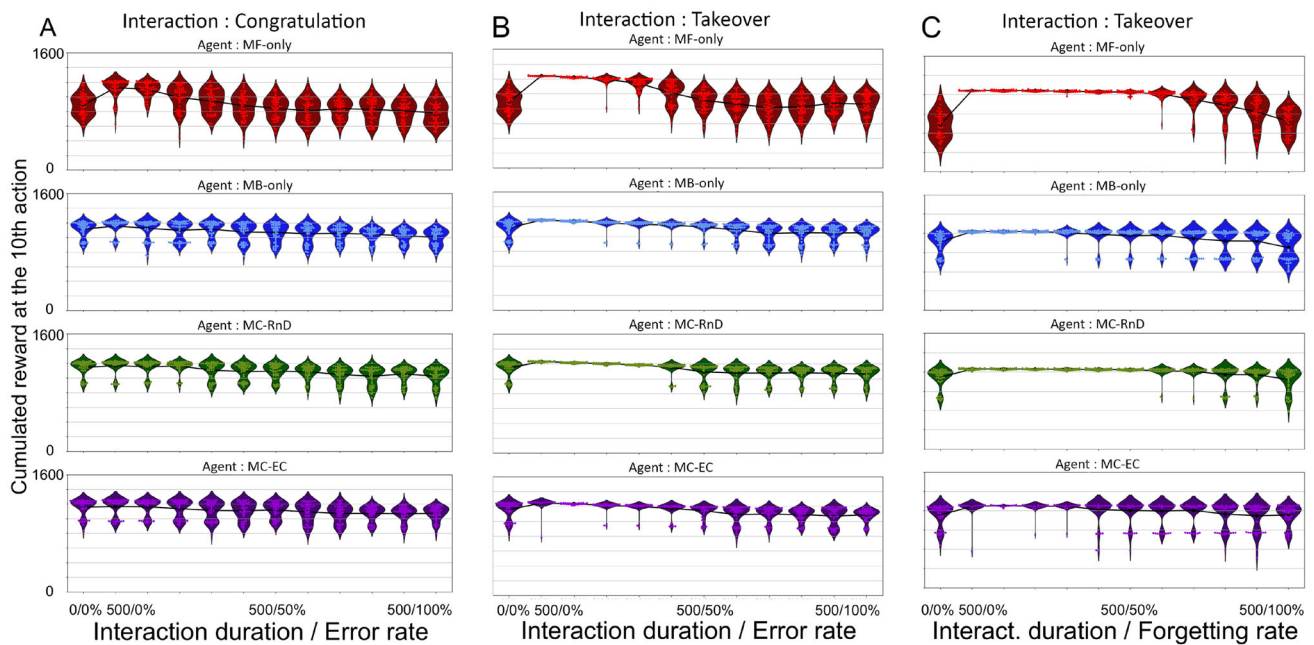 A
Interaction : Congratulation
Agent : MF-only
1600
0
Agent : MB-only
1600
0
Agent : MC-RnD
1600
0
Agent : MC-EC
1600
0
Cumulated reward at the 10th action
0/0% 500/0% 500/50% 500/100%
Interaction duration / Error rate
B
Interaction : Takeover
Agent : MF-only
Agent : MB-only
Agent : MC-RnD
Agent : MC-EC
0/0% 500/0% 500/50% 500/100%
Interaction duration / Error rate
C
Interaction : Takeover
Agent : MF-only
Agent : MB-only
Agent : MC-RnD
Agent : MC-EC
0/0% 500/0% 500/50% 500/100%
Interact. duration / Forgetting rate